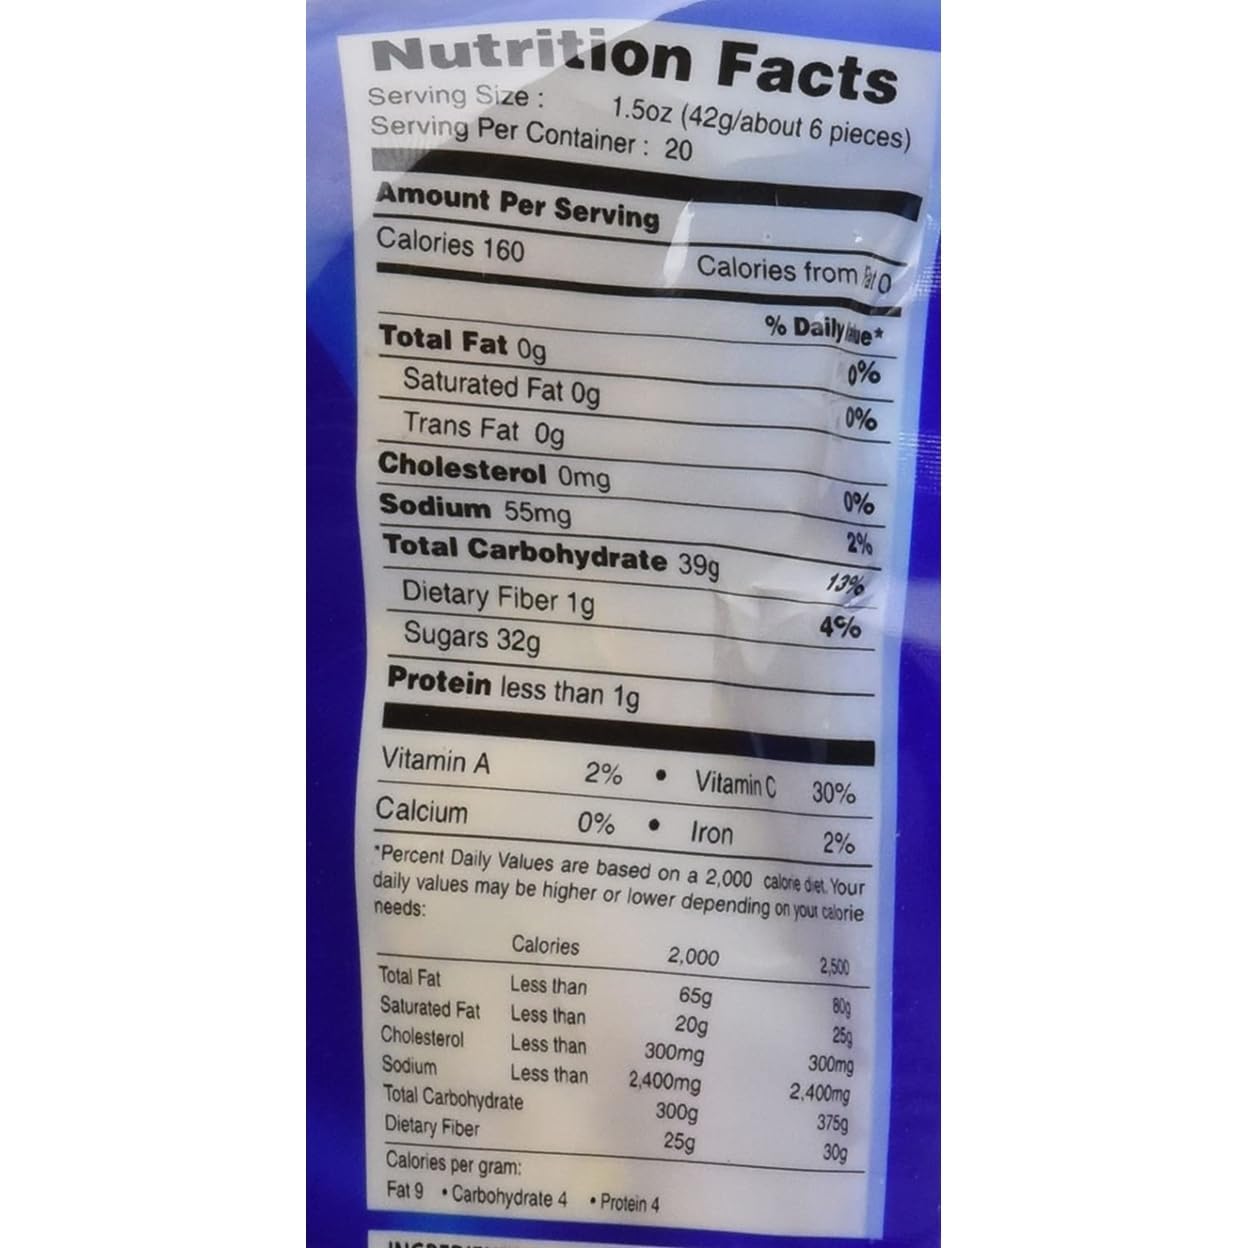 Nutrition Facts
Serving Size : 1.5oz (42g/about 6 pieces)
Serving Per Container : 20
Amount Per Serving
Calories 160 Calories from Fat 0
% Daily Value*
Total Fat 0g 0%
Saturated Fat 0g 0%
Trans Fat 0g
Cholesterol 0mg 0%
Sodium 55mg 2%
Total Carbohydrate 39g 13%
Dietary Fiber 1g 4%
Sugars 32g
Protein less than 1g
Vitamin A 2% • Vitamin C 30%
Calcium 0% • Iron 2%
*Percent Daily Values are based on a 2,000 calorie diet. Your
daily values may be higher or lower depending on your calorie
needs:
Calories 2,000 2,500
Total Fat Less than 65g 80g
Saturated Fat Less than 20g 25g
Cholesterol Less than 300mg 300mg
Sodium Less than 2,400mg 2,400mg
Total Carbohydrate 300g 375g
Dietary Fiber 25g 30g
Calories per gram:
Fat 9 • Carbohydrate 4 • Protein 4